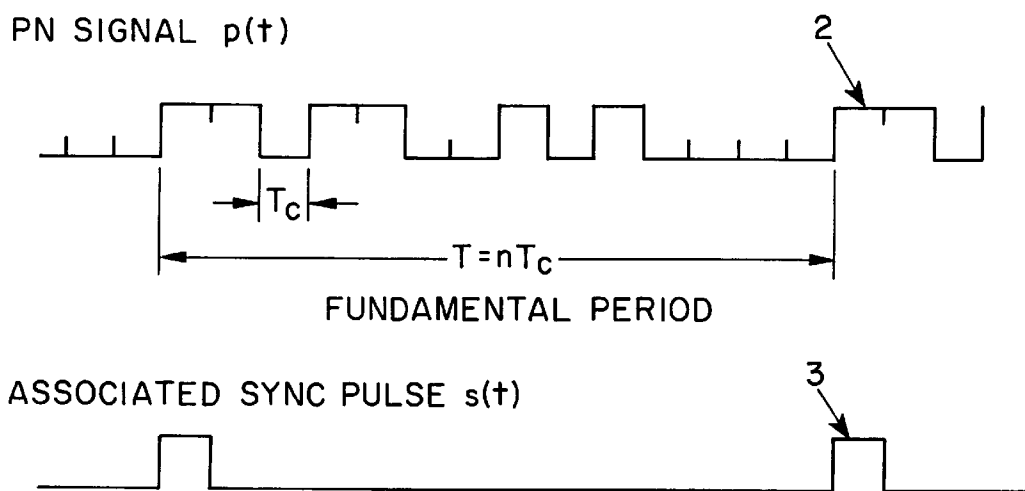 PN SIGNAL p(t)
2
Tc
T=nTc
FUNDAMENTAL PERIOD
ASSOCIATED SYNC PULSE s(t)
3